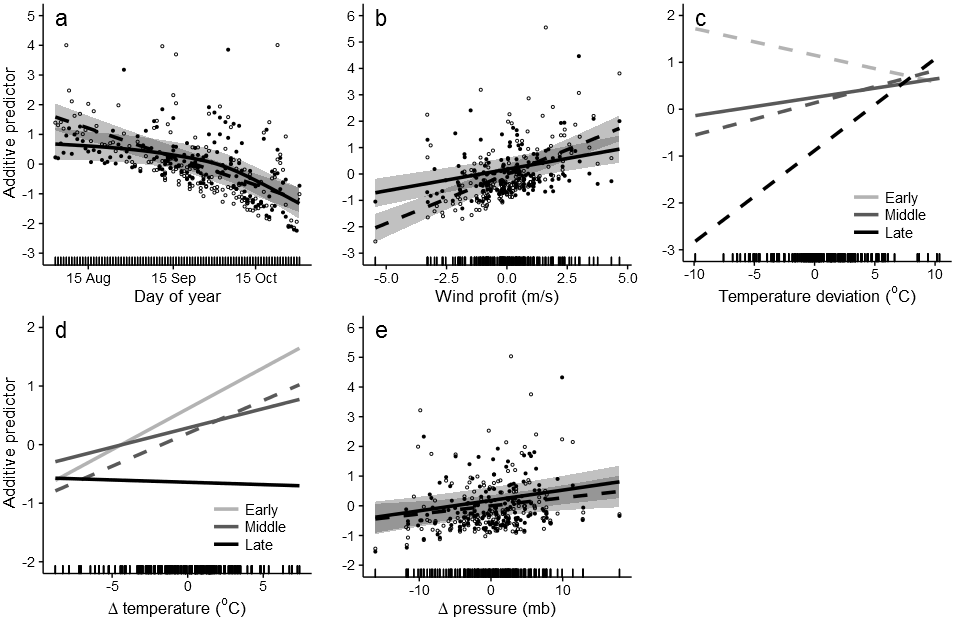 a
5
4
3
2
1
0
-1
-2
-3
Additive predictor
15 Aug
15 Sep
15 Oct
Day of year
b
6
5
4
3
2
1
0
-1
-2
-3
-5.0
-2.5
0.0
2.5
5.0
Wind profit (m/s)
c
2
1
0
-1
-2
-3
Early
Middle
Late
-10
-5
0
5
10
Temperature deviation (°C)
d
2
1
0
-1
-2
Additive predictor
Early
Middle
Late
-5
0
5
Δ temperature (°C)
e
6
5
4
3
2
1
0
-1
-2
-10
0
10
Δ pressure (mb)